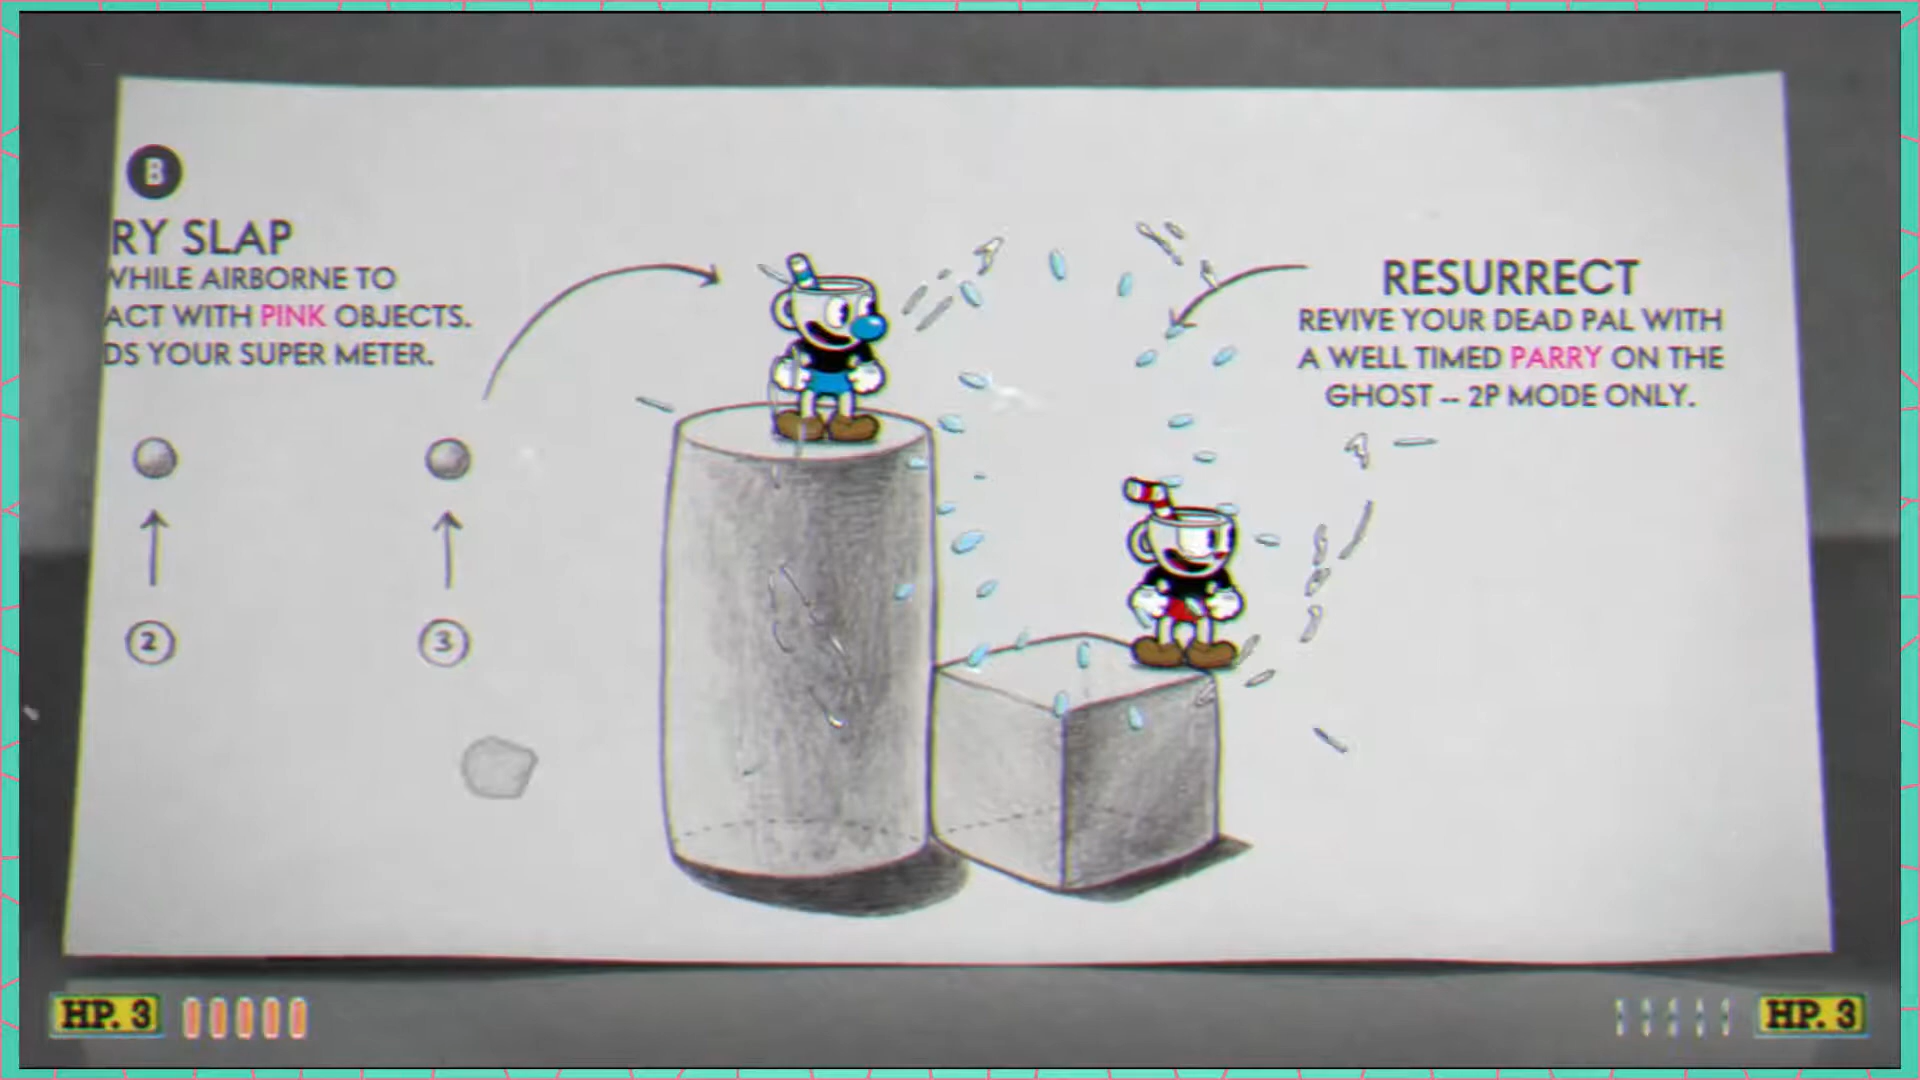 B
RY SLAP
WHILE AIRBORNE TO
ACT WITH PINK OBJECTS.
DS YOUR SUPER METER.
2
3
RESURRECT
REVIVE YOUR DEAD PAL WITH
A WELL TIMED PARRY ON THE
GHOST -- 2P MODE ONLY.
HP. 3
HP. 3